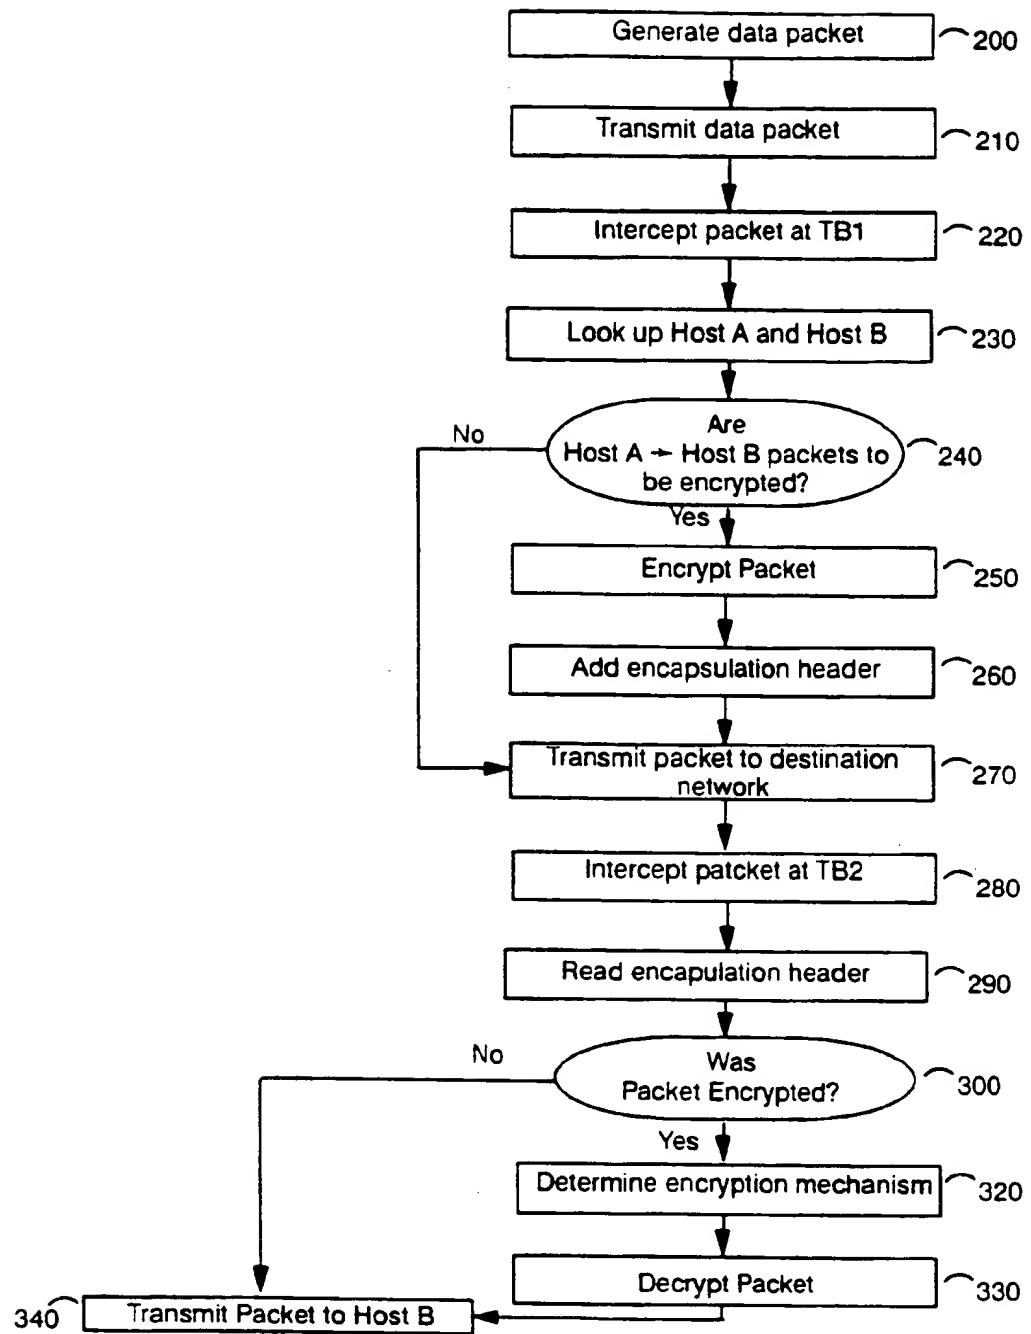 Generate data packet
200
Transmit data packet
210
Intercept packet at TB1
220
Look up Host A and Host B
230
Are
Host A → Host B packets to
be encrypted?
240
No
Yes
Encrypt Packet
250
Add encapsulation header
260
Transmit packet to destination
network
270
Intercept patcket at TB2
280
Read encapulation header
290
Was
Packet Encrypted?
300
No
Yes
Determine encryption mechanism
320
Decrypt Packet
330
340
Transmit Packet to Host B